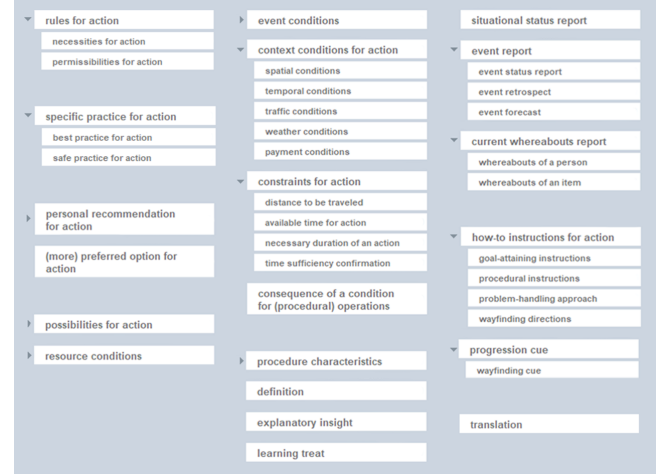 rules for action
necessities for action
permissibilities for action
specific practice for action
best practice for action
safe practice for action
personal recommendation
for action
(more) preferred option for
action
possibilities for action
resource conditions
event conditions
context conditions for action
spatial conditions
temporal conditions
traffic conditions
weather conditions
payment conditions
constraints for action
distance to be traveled
available time for action
necessary duration of an action
time sufficiency confirmation
consequence of a condition
for (procedural) operations
procedure characteristics
definition
explanatory insight
learning treat
situational status report
event report
event status report
event retrospect
event forecast
current whereabouts report
whereabouts of a person
whereabouts of an item
how-to instructions for action
goal-attaining instructions
procedural instructions
problem-handling approach
wayfinding directions
progression cue
wayfinding cue
translation